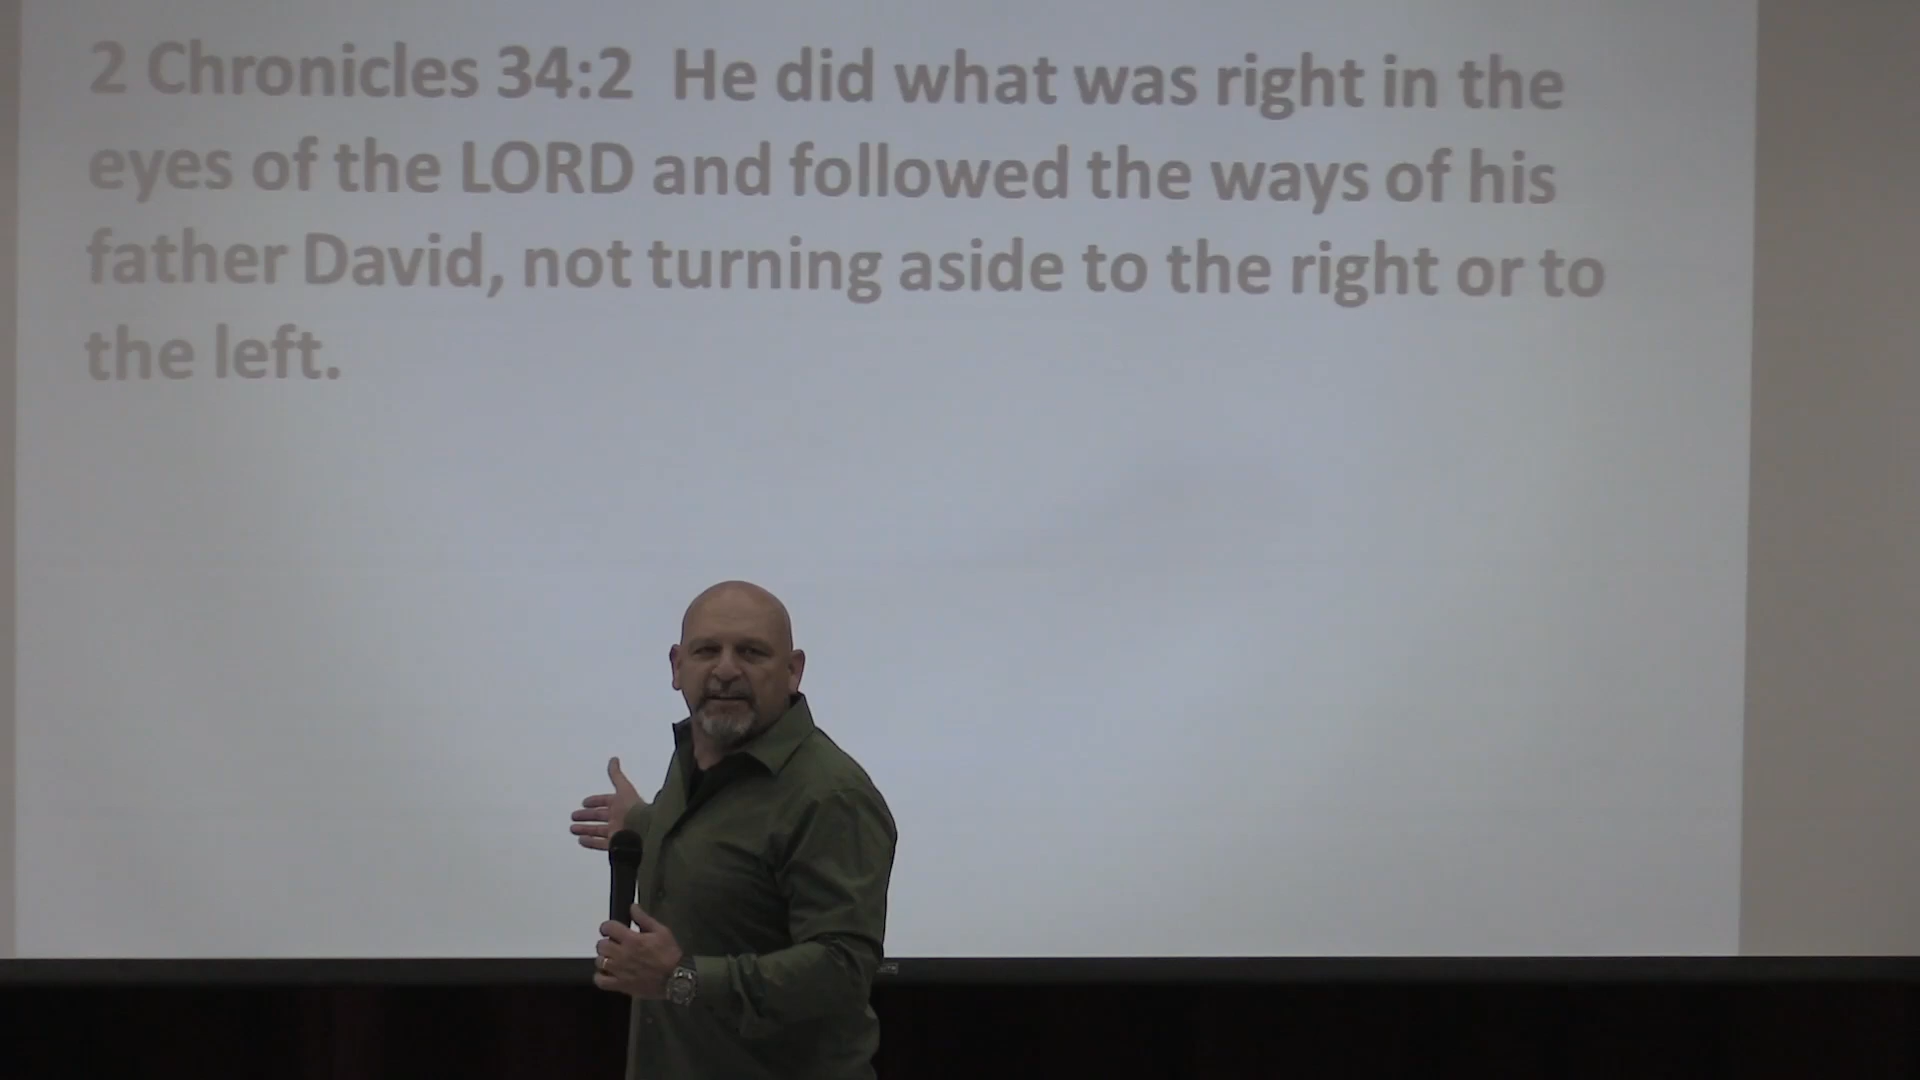 2 Chronicles 34:2  He did what was right in the
eyes of the LORD and followed the ways of his
father David, not turning aside to the right or to
the left.